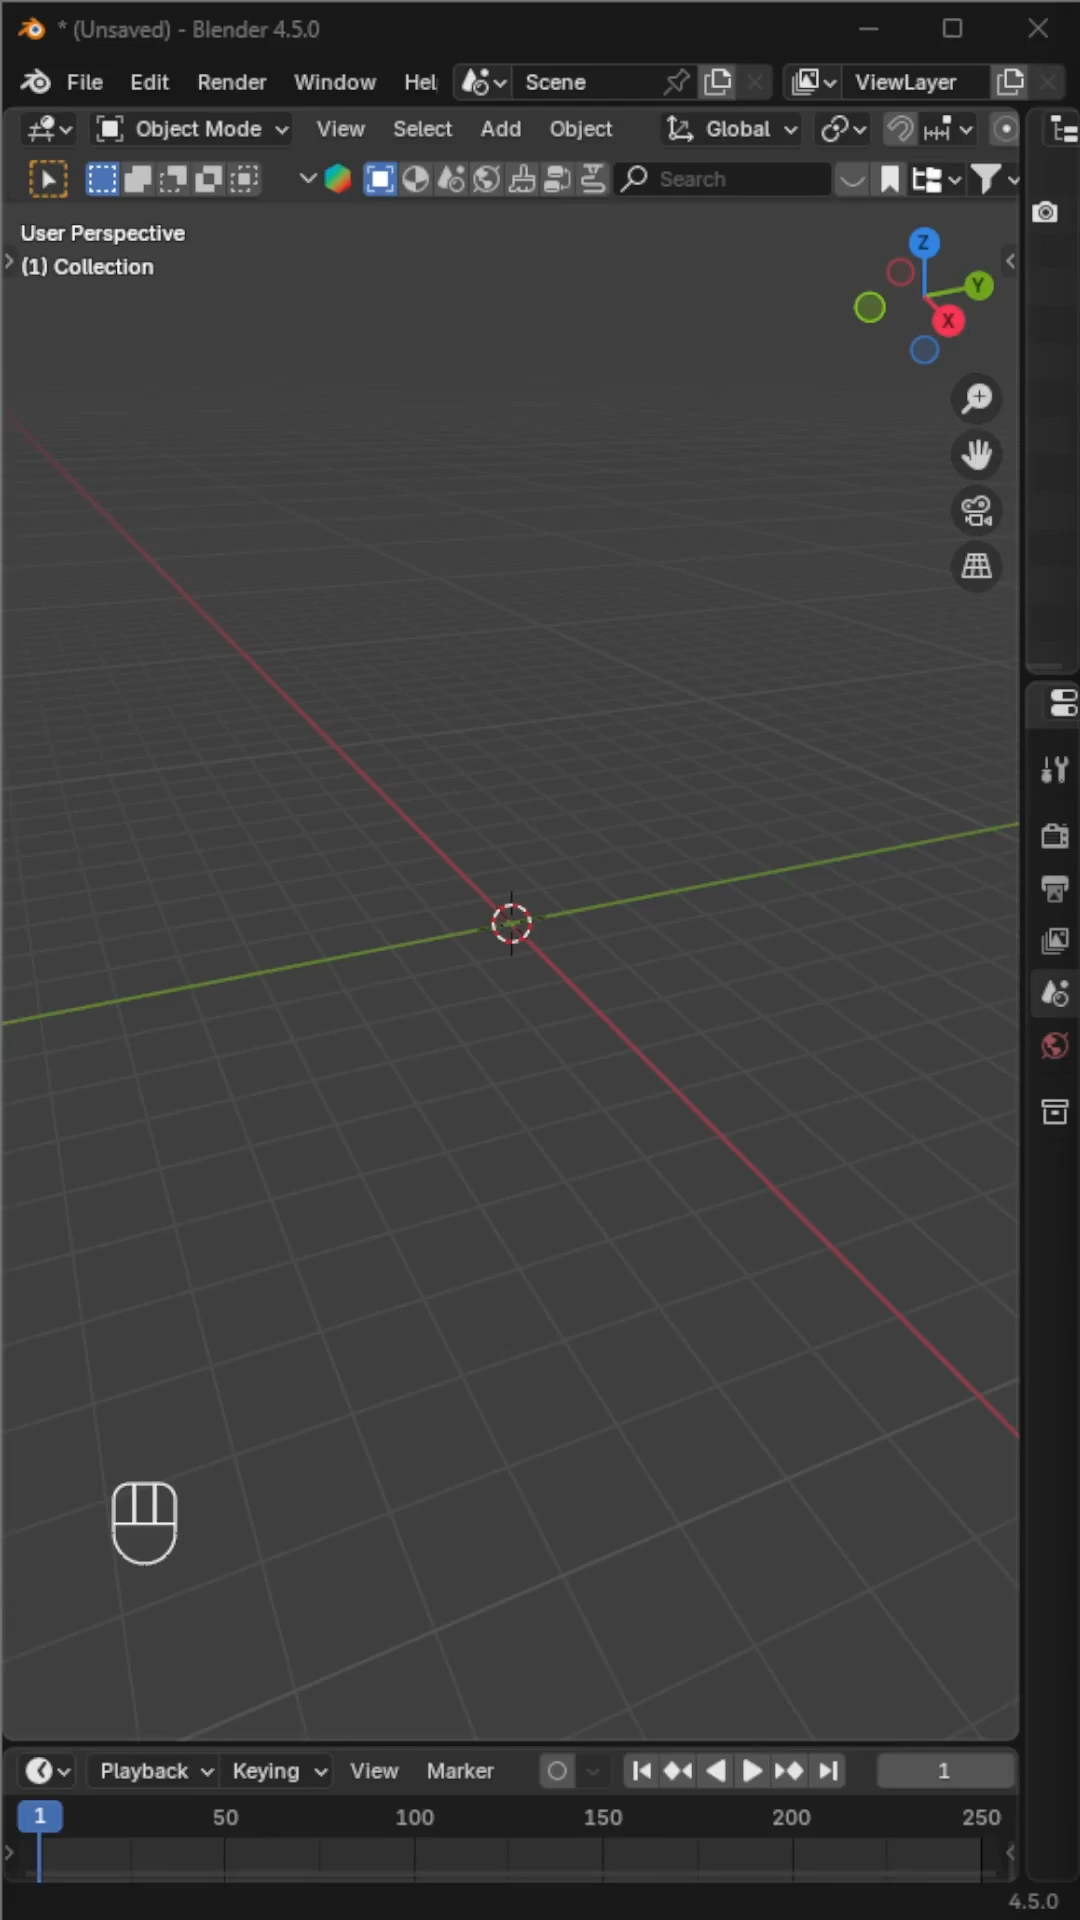 * (Unsaved) - Blender 4.5.0
File Edit Render Window Hel Scene ViewLayer
Object Mode View Select Add Object Global
Search
User Perspective
(1) Collection
Z
Y
X
Playback Keying View Marker 1
1 50 100 150 200 250
4.5.0